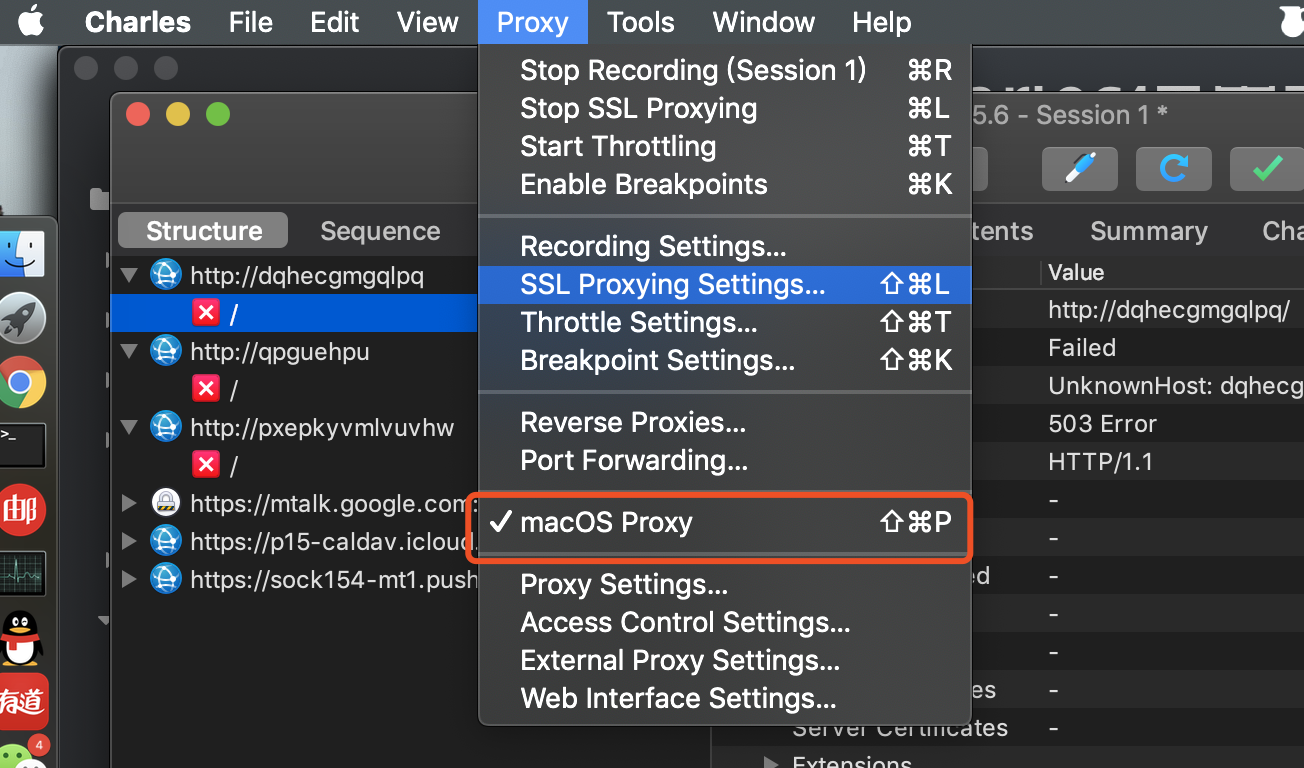 Charles File Edit View Proxy Tools Window Help
Stop Recording (Session 1) ⌘R
Stop SSL Proxying ⌘L
Start Throttling ⌘T
Enable Breakpoints ⌘K
Recording Settings...
SSL Proxying Settings... ⇧⌘L
Throttle Settings... ⇧⌘T
Breakpoint Settings... ⇧⌘K
Reverse Proxies...
Port Forwarding...
✓ macOS Proxy ⇧⌘P
Proxy Settings...
Access Control Settings...
External Proxy Settings...
Web Interface Settings...
5.6 - Session 1 *
Structure Sequence
http://dqhecgmgqlpq
/
http://qpguehpu
/
http://pxepkyvmlvuvhw
/
https://mtalk.google.com:
https://p15-caldav.icloud.
https://sock154-mt1.push
tents Summary Cha
Value
http://dqhecgmgqlpq/
Failed
UnknownHost: dqhecg
503 Error
HTTP/1.1
-
-
d -
-
-
es -
Server Certificates -
Extensions
>_
邮
有道
4